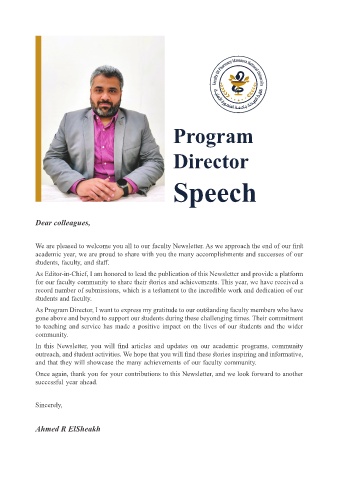 Program
Director
Speech
Dear colleagues,
We are pleased to welcome you all to our faculty Newsletter. As we approach the end of our first
academic year, we are proud to share with you the many accomplishments and successes of our
students, faculty, and staff.
As Editor-in-Chief, I am honored to lead the publication of this Newsletter and provide a platform
for our faculty community to share their stories and achievements. This year, we have received a
record number of submissions, which is a testament to the incredible work and dedication of our
students and faculty.
As Program Director, I want to express my gratitude to our outstanding faculty members who have
gone above and beyond to support our students during these challenging times. Their commitment
to teaching and service has made a positive impact on the lives of our students and the wider
community.
In this Newsletter, you will find articles and updates on our academic programs, community
outreach, and student activities. We hope that you will find these stories inspiring and informative,
and that they will showcase the many achievements of our faculty community.
Once again, thank you for your contributions to this Newsletter, and we look forward to another
successful year ahead.
Sincerely,
Ahmed R ElSheakh